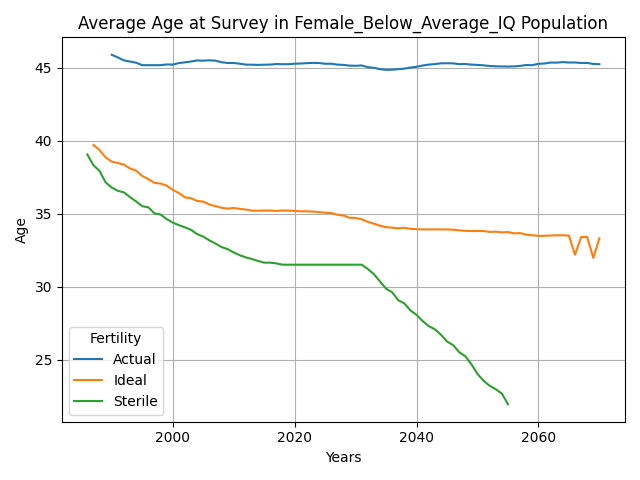 Average Age at Survey in Female_Below_Average_IQ Population
Age
45
40
35
30
25
Fertility
Actual
Ideal
Sterile
2000
2020
2040
2060
Years